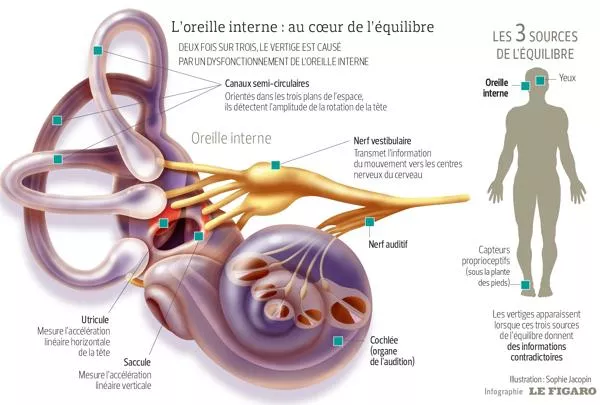 L'oreille interne : au cœur de l'équilibre
DEUX FOIS SUR TROIS, LE VERTIGE EST CAUSÉ
PAR UN DYSFONCTIONNEMENT DE L'OREILLE INTERNE
Canaux semi-circulaires
Orientés dans les trois plans de l'espace,
ils détectent l'amplitude de la rotation de la tête
Oreille interne
Nerf vestibulaire
Transmet l'information
du mouvement vers les centres
nerveux du cerveau
Nerf auditif
Utricule
Mesure l'accélération
linéaire horizontale
de la tête
Saccule
Mesure l'accélération
linéaire verticale
Cochlée
(organe
de l'audition)
LES 3 SOURCES
DE L'ÉQUILIBRE
Oreille
interne
Yeux
Capteurs
proprioceptifs
(sous la plante
des pieds)
Les vertiges apparaissent
lorsque ces trois sources
de l'équilibre donnent
des informations
contradictoires
Illustration : Sophie Jacopin
Infographie LE FIGARO